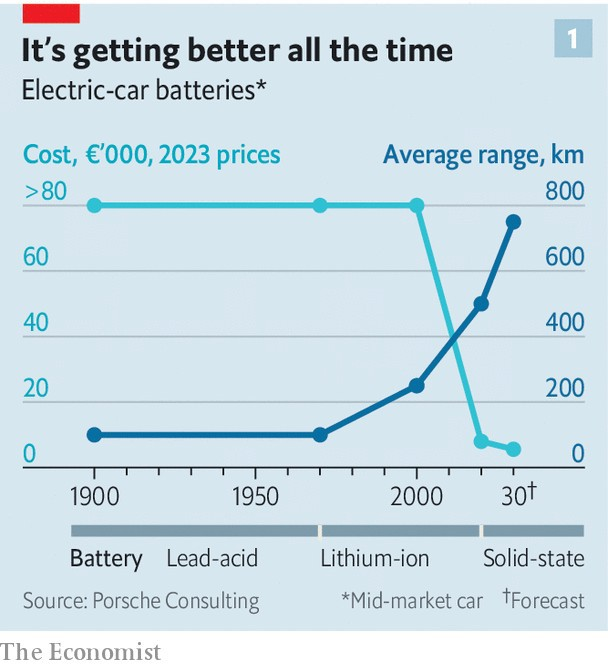 It's getting better all the time
1
Electric-car batteries*
Cost, €'000, 2023 prices
Average range, km
>80
800
60
600
40
400
20
200
0
0
1900
1950
2000
30†
Battery
Lead-acid
Lithium-ion
Solid-state
Source: Porsche Consulting
*Mid-market car
†Forecast
The Economist